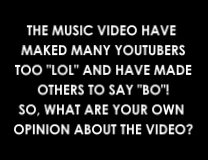 THE MUSIC VIDEO HAVE
MAKED MANY YOUTUBERS
TOO "LOL" AND HAVE MADE
OTHERS TO SAY "BO"!
SO, WHAT ARE YOUR OWN
OPINION ABOUT THE VIDEO?